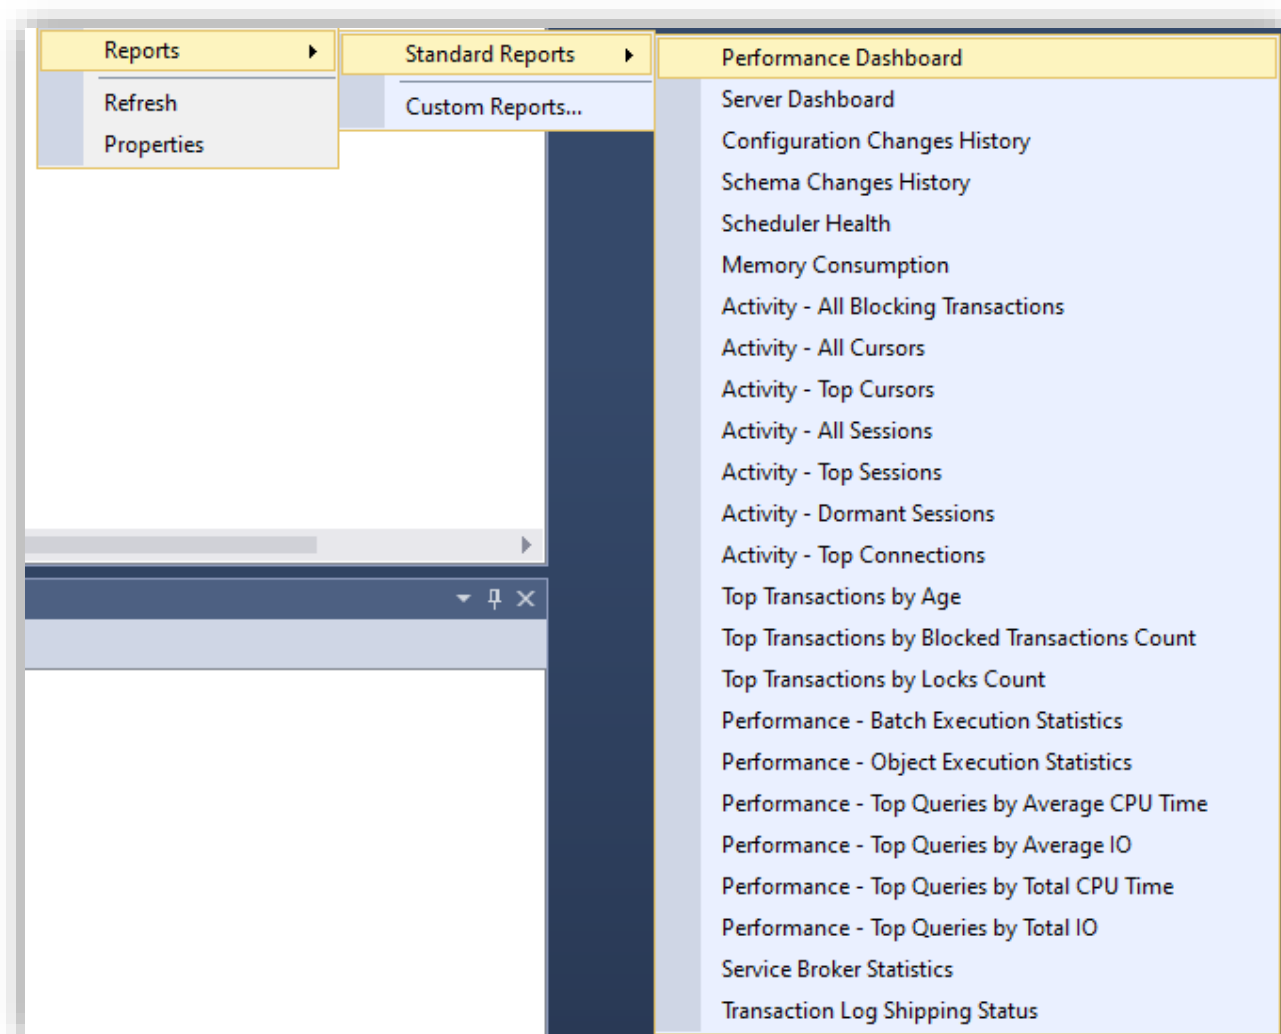 Reports
Refresh
Properties
Standard Reports
Custom Reports...
Performance Dashboard
Server Dashboard
Configuration Changes History
Schema Changes History
Scheduler Health
Memory Consumption
Activity - All Blocking Transactions
Activity - All Cursors
Activity - Top Cursors
Activity - All Sessions
Activity - Top Sessions
Activity - Dormant Sessions
Activity - Top Connections
Top Transactions by Age
Top Transactions by Blocked Transactions Count
Top Transactions by Locks Count
Performance - Batch Execution Statistics
Performance - Object Execution Statistics
Performance - Top Queries by Average CPU Time
Performance - Top Queries by Average IO
Performance - Top Queries by Total CPU Time
Performance - Top Queries by Total IO
Service Broker Statistics
Transaction Log Shipping Status